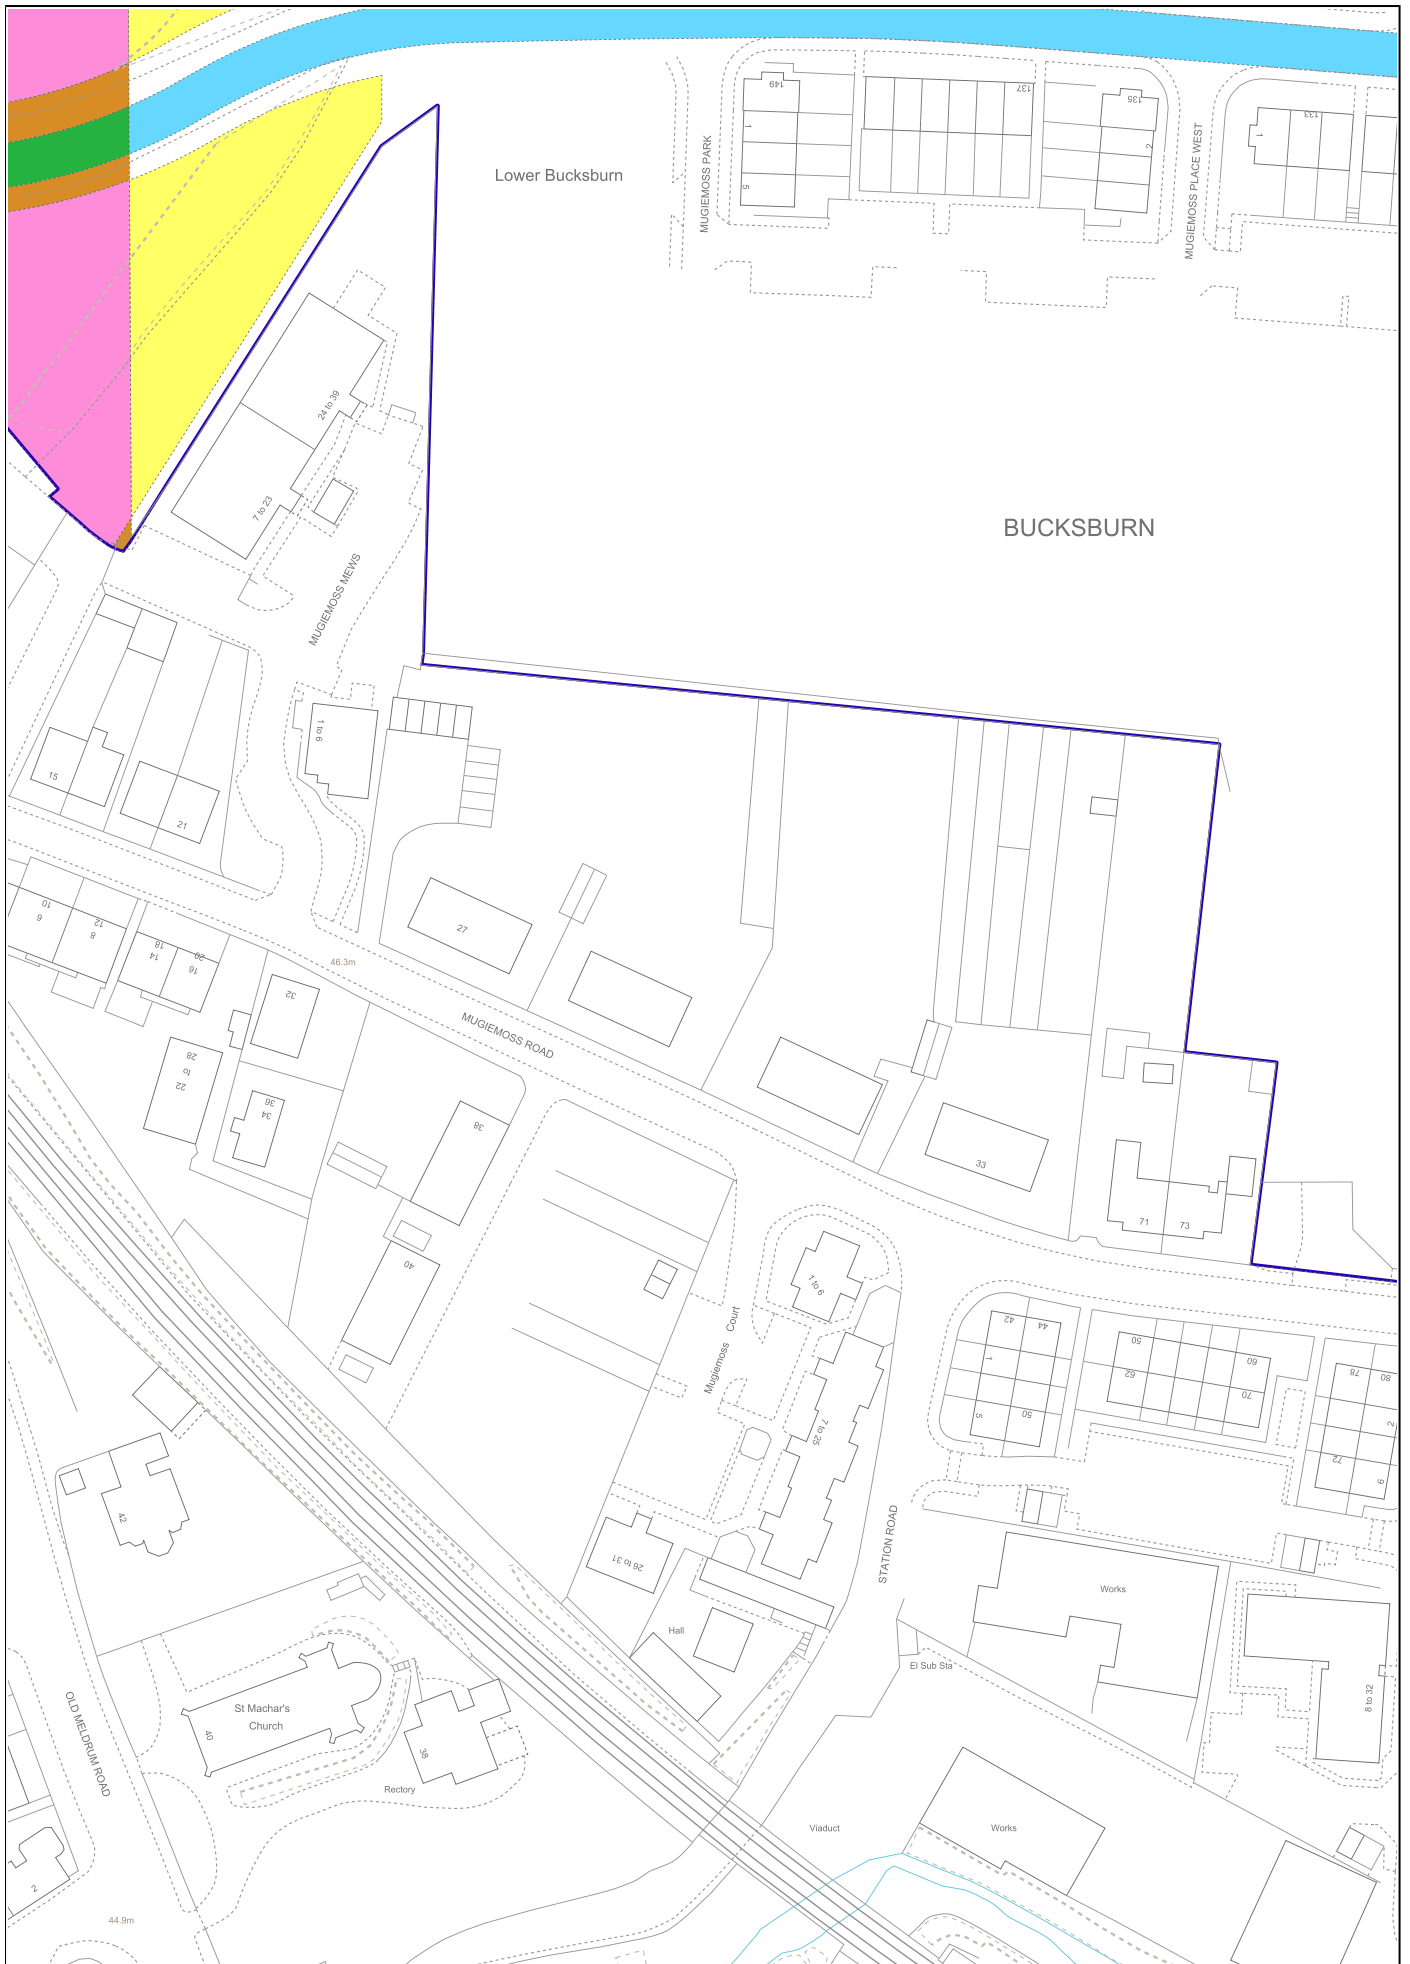 149
137
135
133
1
2
1
5
Lower Bucksburn
MUGIEMOSS PARK
MUGIEMOSS PLACE WEST
24 to 39
7 to 23
BUCKSBURN
MUGIEMOSS MEWS
1 to 6
15
21
10
6
12
8
18
14
20
16
27
46.3m
32
MUGIEMOSS ROAD
28
to
22
36
34
38
33
71
73
40
1 to 6
Mugiemoss Court
42
44
1
5
50
50
60
62
70
78
80
2
72
6
7 to 25
42
STATION ROAD
26 to 31
Works
Hall
El Sub Sta
8 to 32
OLD MELDRUM ROAD
St Machar's
Church
40
38
Rectory
Viaduct
Works
2
44.9m